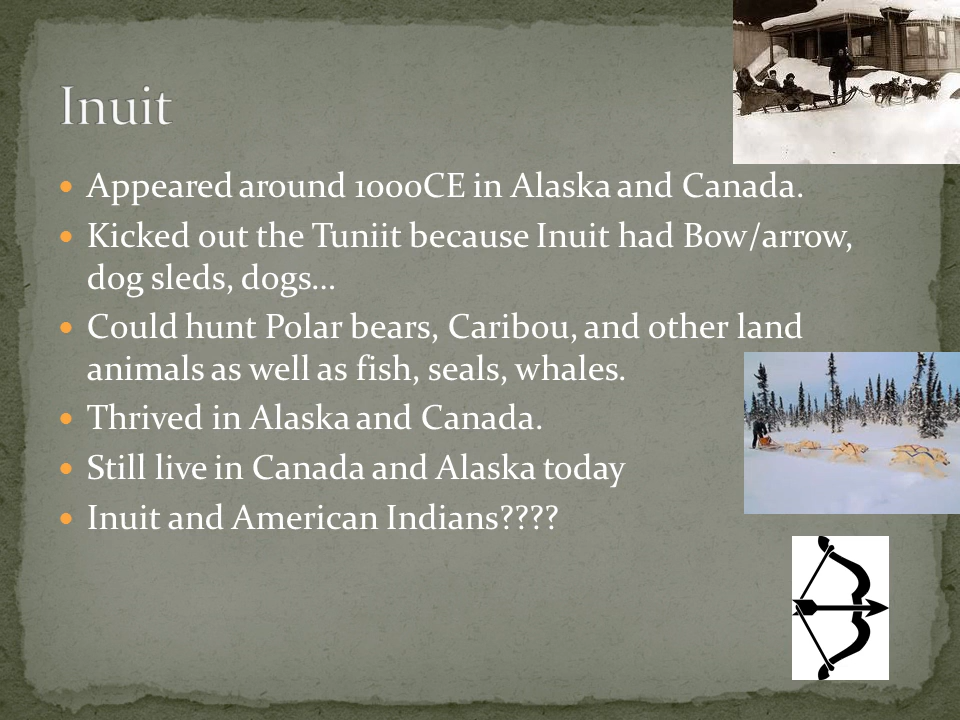 Inuit
Appeared around 1000CE in Alaska and Canada.
Kicked out the Tuniit because Inuit had Bow/arrow,
dog sleds, dogs…
Could hunt Polar bears, Caribou, and other land
animals as well as fish, seals, whales.
Thrived in Alaska and Canada.
Still live in Canada and Alaska today
Inuit and American Indians????